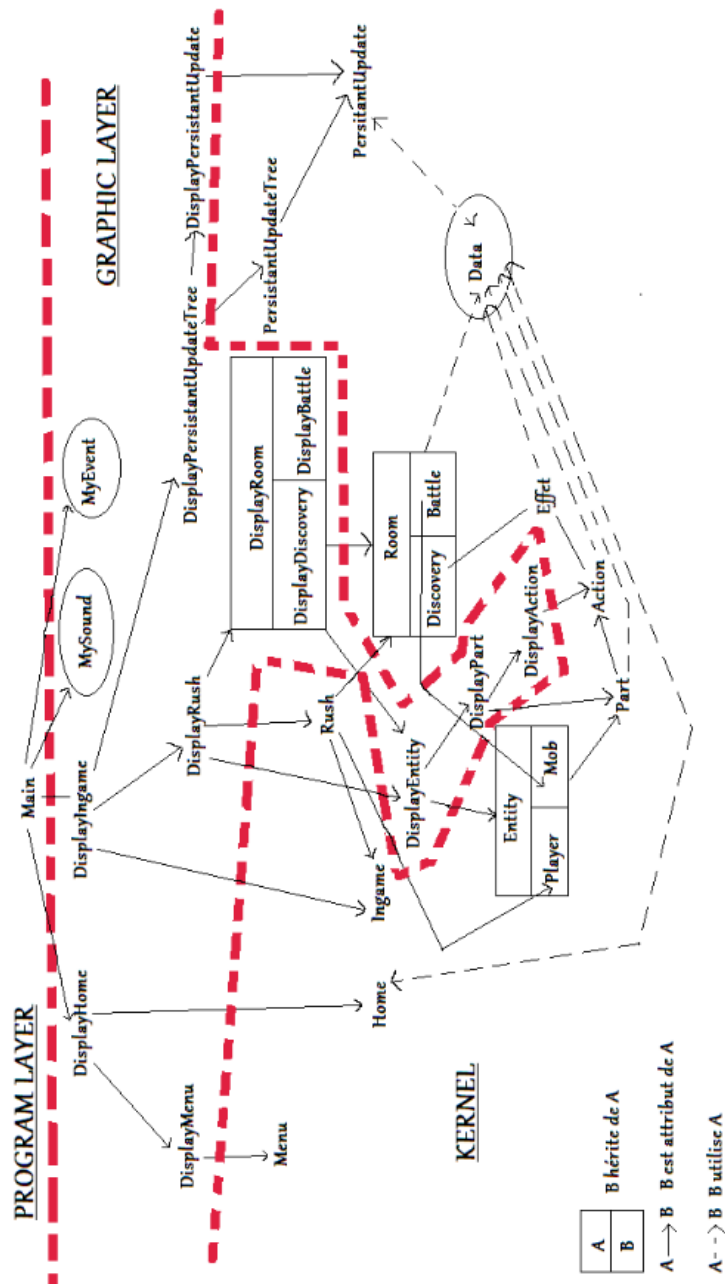 PROGRAM LAYER
Main
GRAPHIC LAYER
DisplayHome
DisplayIngame
MySound
MyEvent
DisplayMenu
DisplayRush
DisplayPersistantUpdateTree
DisplayPersistantUpdate
DisplayRoom
DisplayDiscovery
DisplayBattle
PersistantUpdateTree
Menu
Rush
PersitantUpdate
Home
Ingame
DisplayEntity
Room
Discovery
Battle
KERNEL
DisplayPart
Effet
Data
Entity
Player
Mob
DisplayAction
Action
Part
A
B
B hérite de A
A B B est attribut de A
A B B utilise A